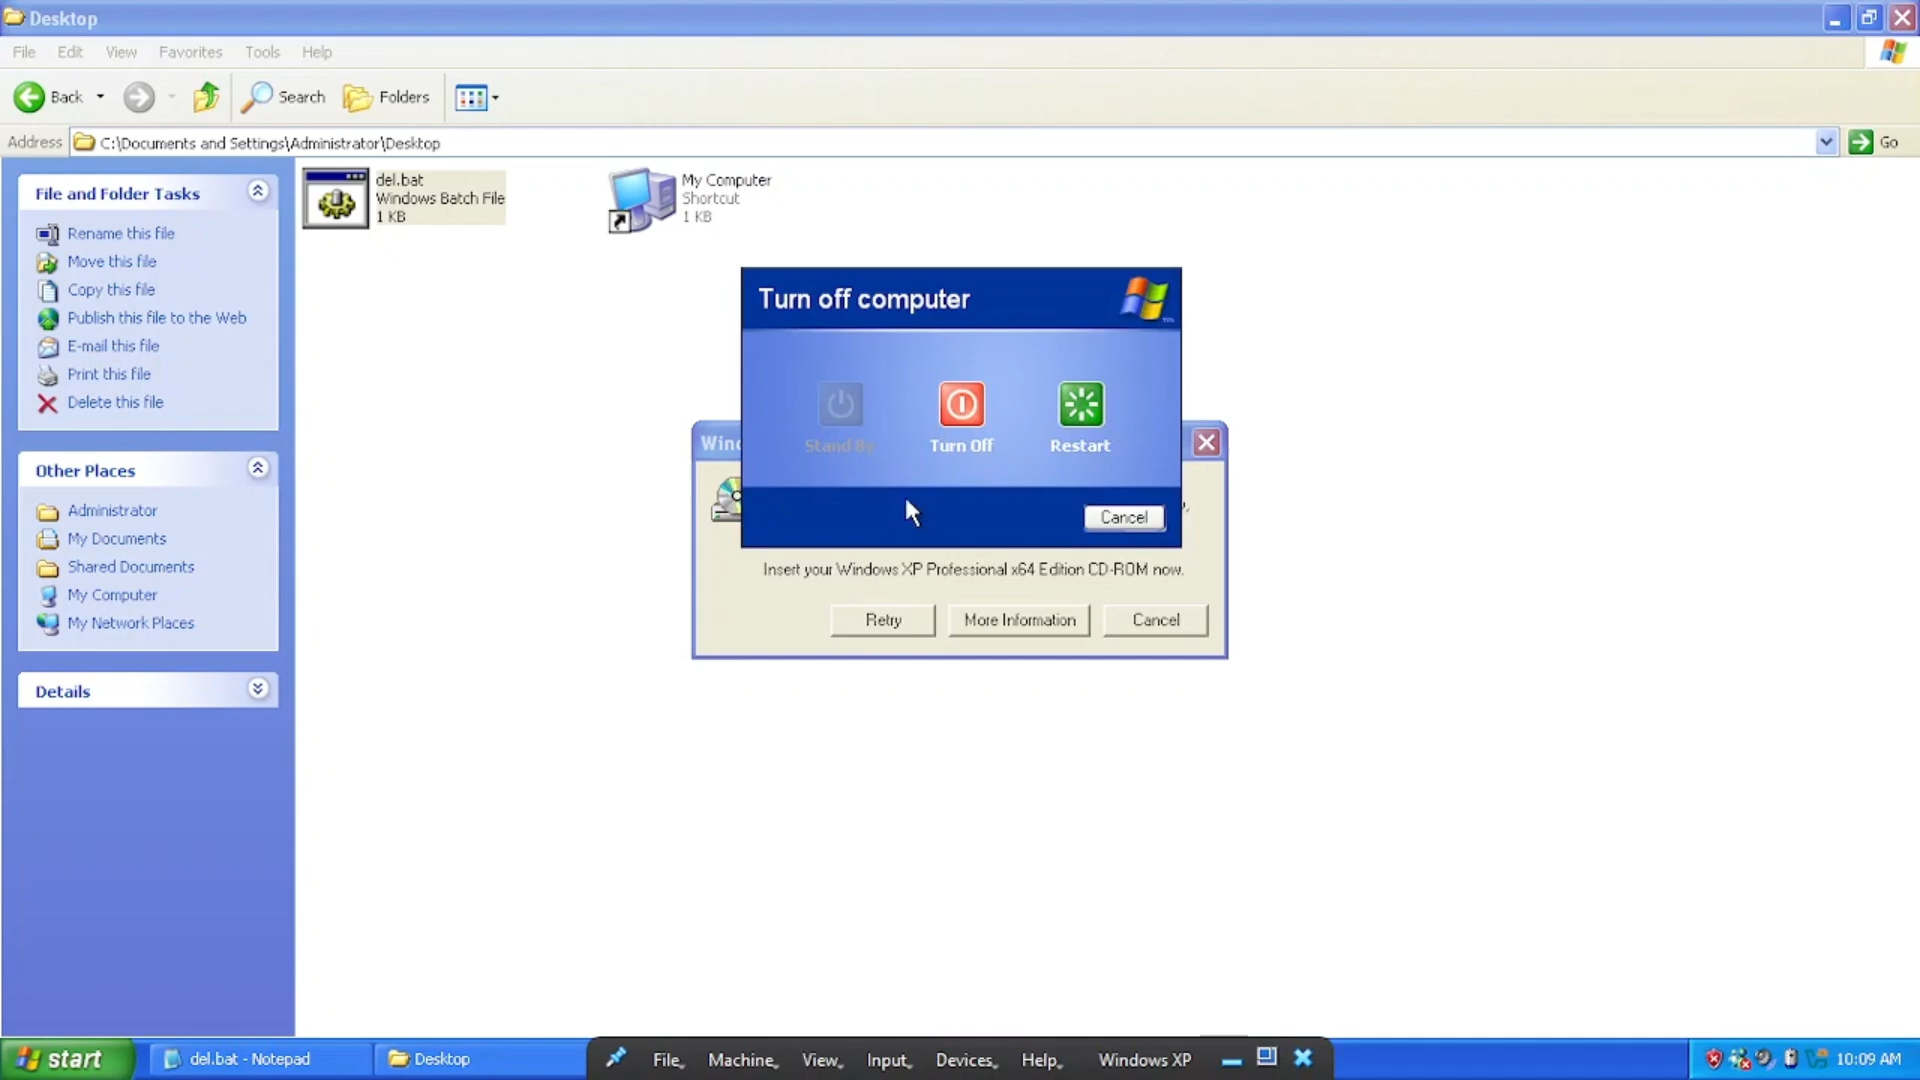 Desktop
File Edit View Favorites Tools Help
Back Search Folders
Address C:\Documents and Settings\Administrator\Desktop Go
File and Folder Tasks
Rename this file
Move this file
Copy this file
Publish this file to the Web
E-mail this file
Print this file
Delete this file
Other Places
Administrator
My Documents
Shared Documents
My Computer
My Network Places
Details
del.bat
Windows Batch File
1 KB
My Computer
Shortcut
1 KB
Turn off computer
Stand By Turn Off Restart
Cancel
Insert your Windows XP Professional x64 Edition CD-ROM now.
Retry More Information Cancel
start del.bat - Notepad Desktop File Machine View Input Devices Help Windows XP 10:09 AM